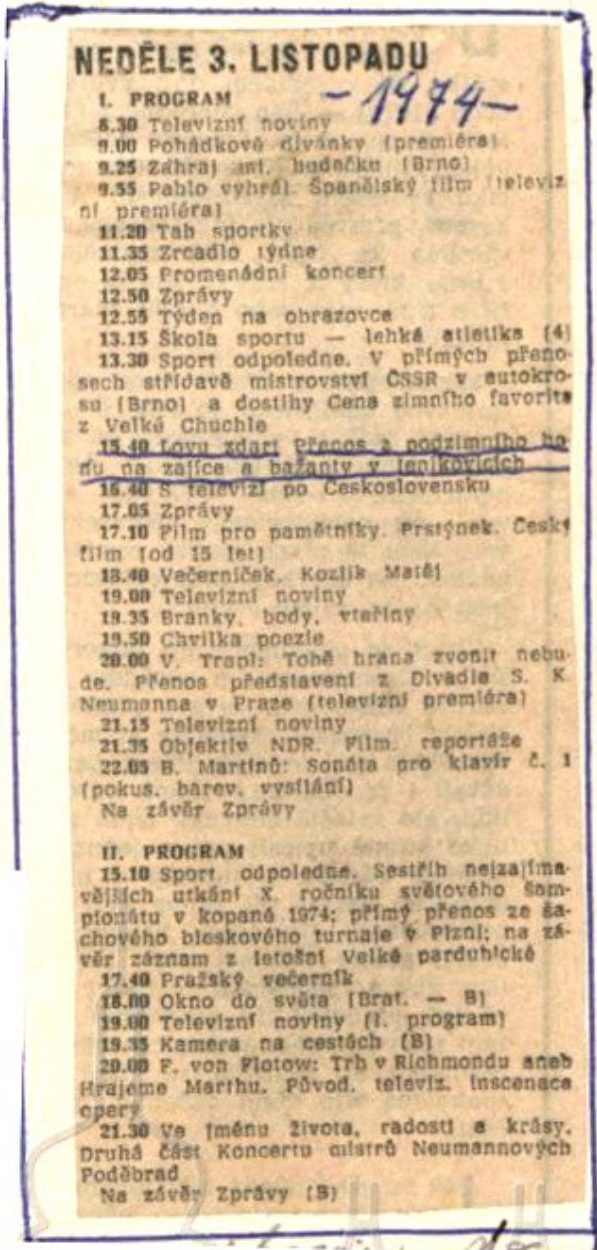 NEDĚLE 3. LISTOPADU
- 1974 -
I. PROGRAM
8.30 Televizní noviny
9.00 Pohádkové divánky (premiéra)
9.25 Zahraj mi, hudečku (Brno)
9.55 Pablo vyhrál. Španělský film (televiz-
ní premiéra)
11.20 Tah sportky
11.35 Zrcadlo týdne
12.05 Promenádní koncert
12.50 Zprávy
12.55 Týden na obrazovce
13.15 Škola sportu — lehká atletika (4)
13.30 Sport odpoledne. V přímých přeno-
sech střídavě mistrovství ČSSR v autokro-
su (Brno) a dostihy Cena zimního favorita
z Velké Chuchle
15.40 Lovu zdar! Přenos z podzimního ho-
nu na zajíce a bažanty v Jeníkovicích
16.40 S televizí po Československu
17.05 Zprávy
17.10 Film pro pamětníky. Prstýnek. Český
film (od 15 let)
18.40 Večerníček. Kozlík Matěj
19.00 Televizní noviny
19.35 Branky, body, vteřiny
19.50 Chvilka poezie
20.00 V. Trapl: Tobě hrana zvonit nebu-
de. Přenos představení z Divadla S. K.
Neumanna v Praze (televizní premiéra)
21.15 Televizní noviny
21.35 Objektiv NDR. Film. reportáže
22.05 B. Martinů: Sonáta pro klavír č. 1
(pokus. barev. vysílání)
Na závěr Zprávy
II. PROGRAM
15.10 Sport odpoledne. Sestřih nejzajíma-
vějších utkání X. ročníku světového šam-
pionátu v kopané 1974; přímý přenos ze ša-
chového bleskového turnaje v Plzni; na zá-
věr záznam z letošní Velké pardubické
17.40 Pražský večerník
18.00 Okno do světa (Brat. — B)
19.00 Televizní noviny (I. program)
19.35 Kamera na cestách (B)
20.00 F. von Flotow: Trh v Richmondu aneb
Hrajeme Marthu. Původ. televiz. inscenace
opery
21.30 Ve jménu života, radosti a krásy.
Druhá část Koncertu mistrů Neumannových
Poděbrad
Na závěr Zprávy (B)